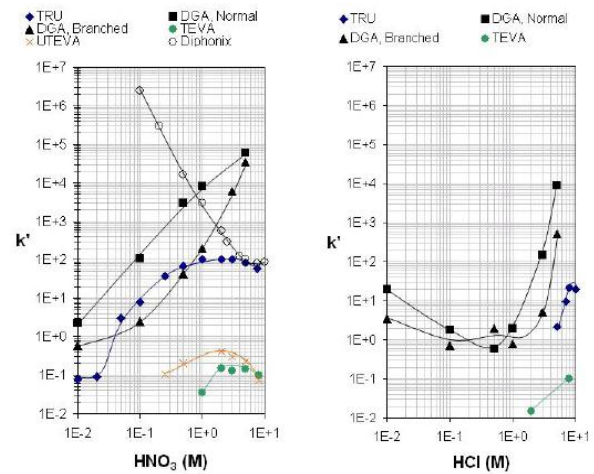 TRU DGA, Normal
DGA, Branched TEVA
UTEVA Diphonix
1E+7
1E+6
1E+5
1E+4
1E+3
1E+2
1E+1
1E+0
1E-1
1E-2
k'
1E-2 1E-1 1E+0 1E+1
HNO₃ (M)
TRU DGA, Normal
DGA, Branched TEVA
1E+7
1E+6
1E+5
1E+4
1E+3
1E+2
1E+1
1E+0
1E-1
1E-2
k'
1E-2 1E-1 1E+0 1E+1
HCl (M)